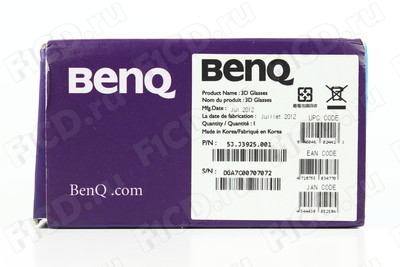 BenQ
BenQ .com
BenQ
Product Name : 3D Glasses
Nom du produit : 3D Glasses
Mfg.Date : Jul 2012
La date de fabrication : Juillet 2012
Quantity / Quantité : 1
Made in Korea/Fabriqué en Korea
P/N : 5J.J3925.001
S/N : DGA7C00707072
UPC CODE
EAN CODE
JAN CODE
FICD.ru